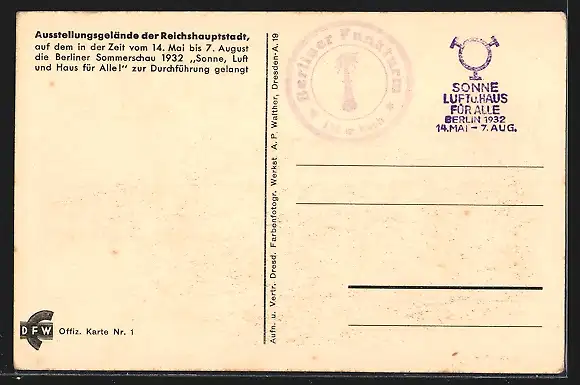 Ausstellungsgelände der Reichshauptstadt,
auf dem in der Zeit vom 14. Mai bis 7. August
die Berliner Sommerschau 1932 „Sonne, Luft
und Haus für Alle!" zur Durchführung gelangt
Berliner Funkturm
SONNE
LUFT u. HAUS
FÜR ALLE
BERLIN 1932
14. MAI – 7. AUG.
Aufn. u. Vertr. Dresd. Farbenfotogr. Werkst. A. P. Walther, Dresden-A. 19
DFW
Offiz. Karte Nr. 1